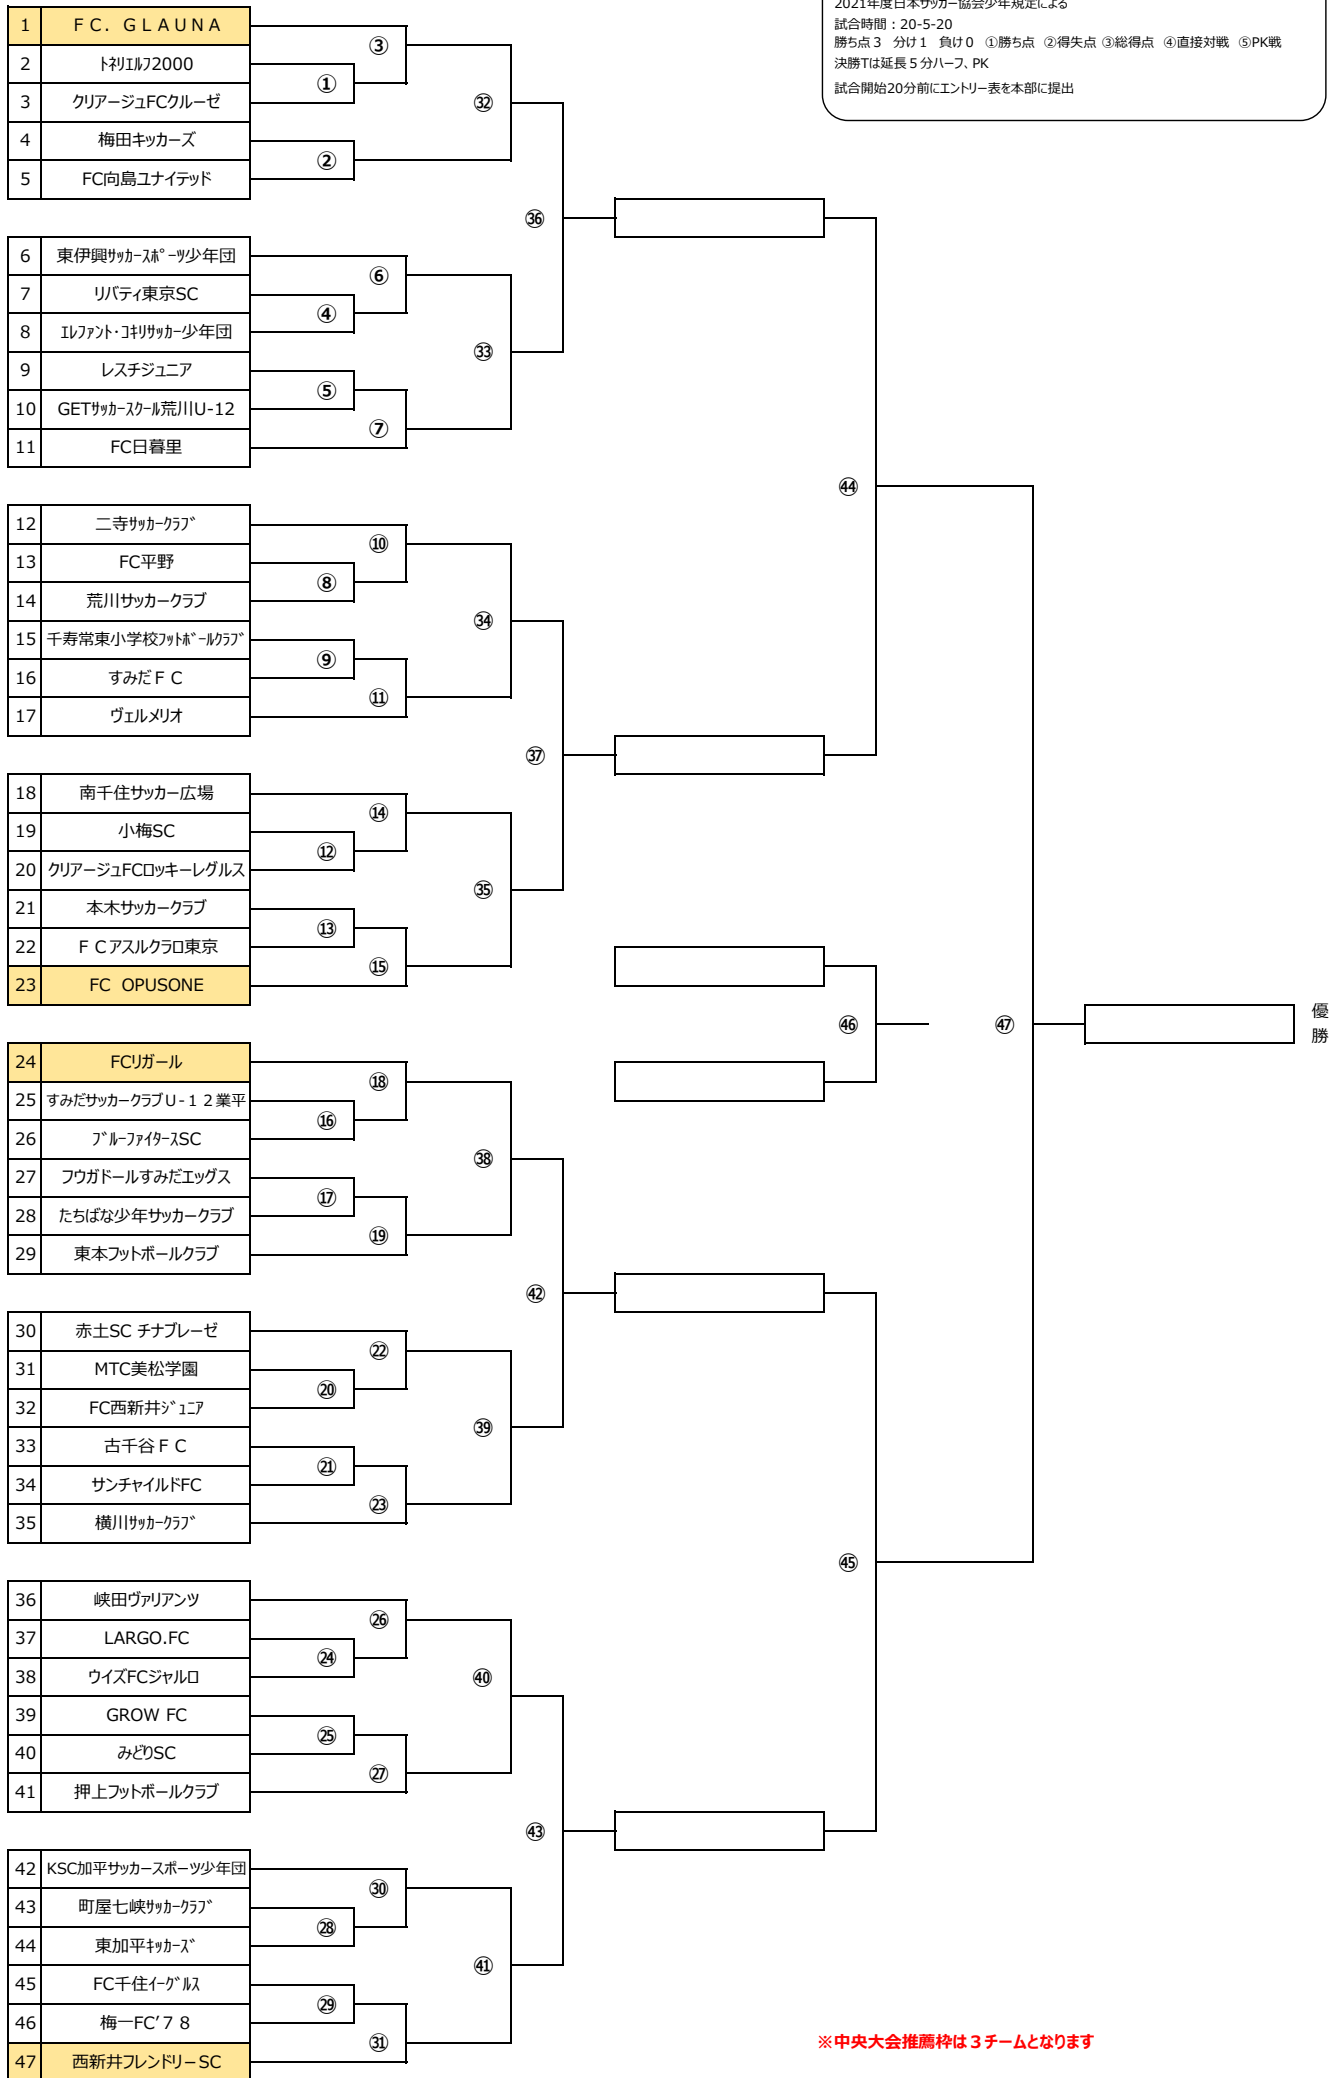 2021年度日本サッカー協会少年規定による
試合時間：20-5-20
勝ち点３ 分け１ 負け０ ①勝ち点 ②得失点 ③総得点 ④直接対戦 ⑤PK戦
決勝Tは延長５分ハーフ、PK
試合開始20分前にエントリー表を本部に提出
1 ＦＣ．ＧＬＡＵＮＡ
2 ﾄﾈﾘｴﾙﾌ2000
3 クリアージュFCクルーゼ
4 梅田キッカーズ
5 FC向島ユナイテッド
③
①
②
㉜
㊱
6 東伊興ｻｯｶｰｽﾎﾟｰﾂ少年団
7 リバティ東京SC
8 ｴﾚﾌｧﾝﾄ・ｺｷﾘｻｯｶｰ少年団
9 レスチジュニア
10 GETｻｯｶｰｽｸｰﾙ荒川U-12
11 FC日暮里
⑥
④
⑤
⑦
㉝
㊹
12 二寺ｻｯｶｰｸﾗﾌﾞ
13 FC平野
14 荒川サッカークラブ
15 千寿常東小学校ﾌｯﾄﾎﾞｰﾙｸﾗﾌﾞ
16 すみだＦＣ
17 ヴェルメリオ
⑩
⑧
⑨
⑪
㉞
㊲
18 南千住サッカー広場
19 小梅SC
20 クリアージュFCロッキーレグルス
21 本木サッカークラブ
22 ＦＣアスルクラロ東京
23 FC OPUSONE
⑭
⑫
⑬
⑮
㉟
㊻
㊼
優勝
24 FCリガール
25 すみだサッカークラブＵ-１２業平
26 ﾌﾞﾙｰﾌｧｲﾀｰｽSC
27 フウガドールすみだエッグス
28 たちばな少年サッカークラブ
29 東本フットボールクラブ
⑱
⑯
⑰
⑲
㊳
㊷
30 赤土SC チナブレーゼ
31 MTC美松学園
32 FC西新井ｼﾞｭﾆｱ
33 古千谷ＦＣ
34 サンチャイルドFC
35 横川ｻｯｶｰｸﾗﾌﾞ
㉒
⑳
㉑
㉓
㊴
㊺
36 峡田ヴァリアンツ
37 LARGO.FC
38 ウイズFCジャルロ
39 GROW FC
40 みどりSC
41 押上フットボールクラブ
㉖
㉔
㉕
㉗
㊵
㊸
42 KSC加平サッカースポーツ少年団
43 町屋七峡ｻｯｶｰｸﾗﾌﾞ
44 東加平ｷｯｶｰｽﾞ
45 FC千住ｲｰｸﾞﾙｽ
46 梅一FC’７８
47 西新井フレンドリーSC
㉚
㉘
㉙
㉛
㊶
※中央大会推薦枠は３チームとなります